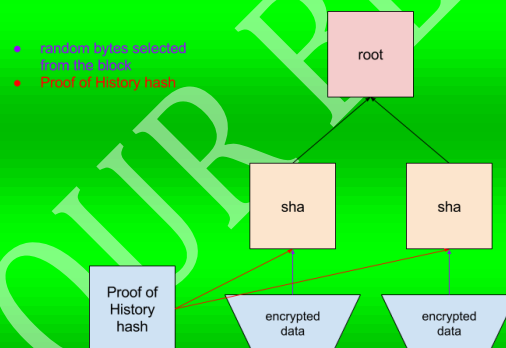 root
random bytes selected
from the block
Proof of History hash
sha
sha
Proof of
History
hash
encrypted
data
encrypted
data